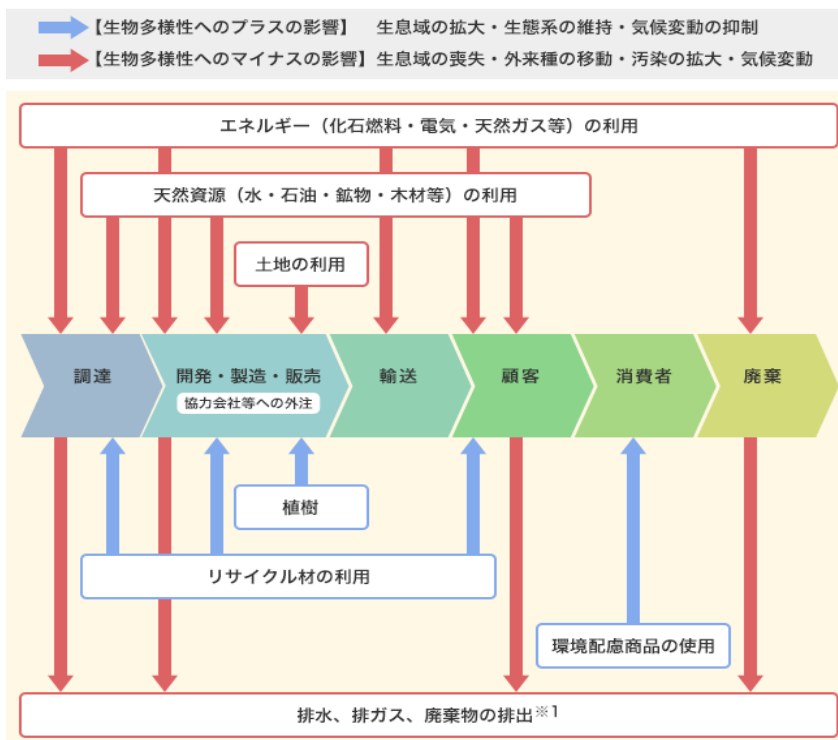 【生物多様性へのプラスの影響】 生息域の拡大・生態系の維持・気候変動の抑制
【生物多様性へのマイナスの影響】生息域の喪失・外来種の移動・汚染の拡大・気候変動
エネルギー（化石燃料・電気・天然ガス等）の利用
天然資源（水・石油・鉱物・木材等）の利用
土地の利用
調達
開発・製造・販売
協力会社等への外注
輸送
顧客
消費者
廃棄
植樹
リサイクル材の利用
環境配慮商品の使用
排水、排ガス、廃棄物の排出※1